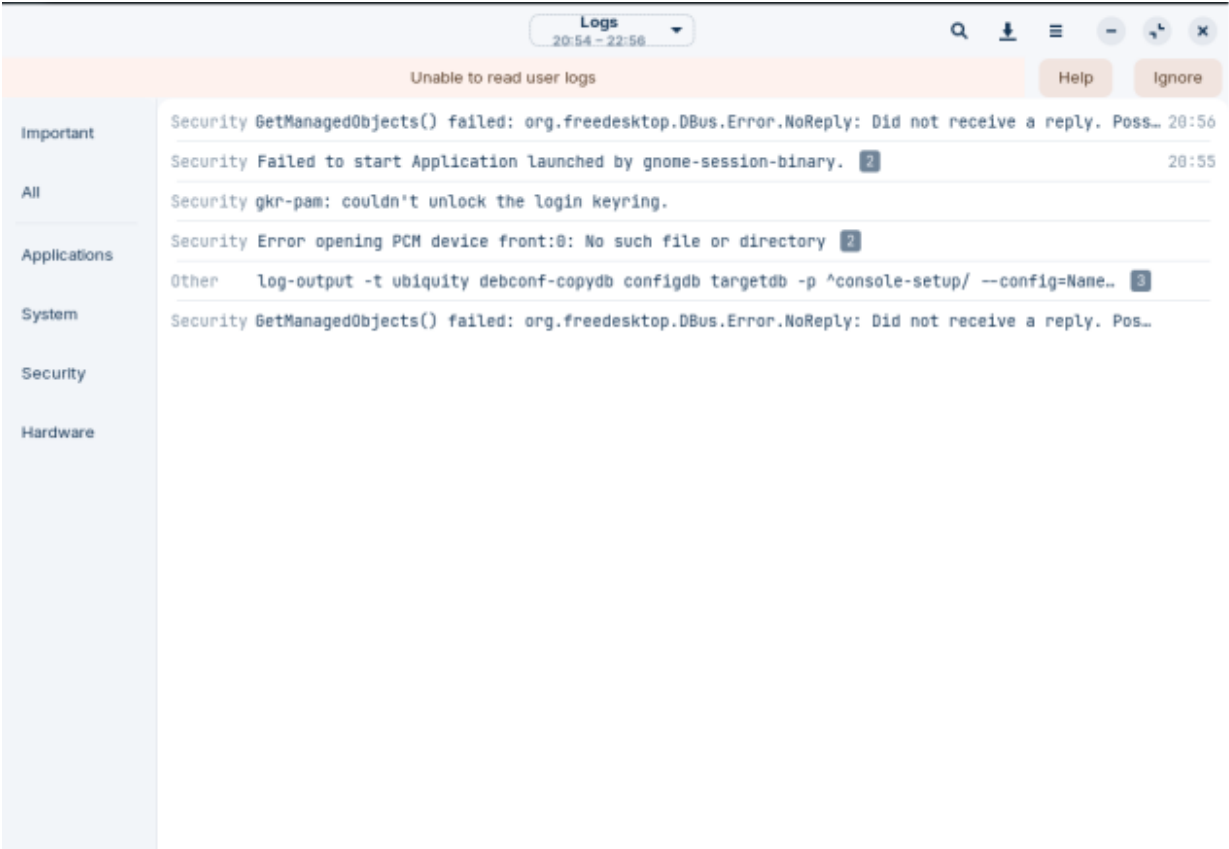 Logs
20:54 – 22:56
Unable to read user logs
Help
Ignore
Important
All
Applications
System
Security
Hardware
Security GetManagedObjects() failed: org.freedesktop.DBus.Error.NoReply: Did not receive a reply. Poss… 20:56
Security Failed to start Application launched by gnome-session-binary. 2 20:55
Security gkr-pam: couldn't unlock the login keyring.
Security Error opening PCM device front:0: No such file or directory 2
Other log-output -t ubiquity debconf-copydb configdb targetdb -p ^console-setup/ --config=Name… 3
Security GetManagedObjects() failed: org.freedesktop.DBus.Error.NoReply: Did not receive a reply. Pos…